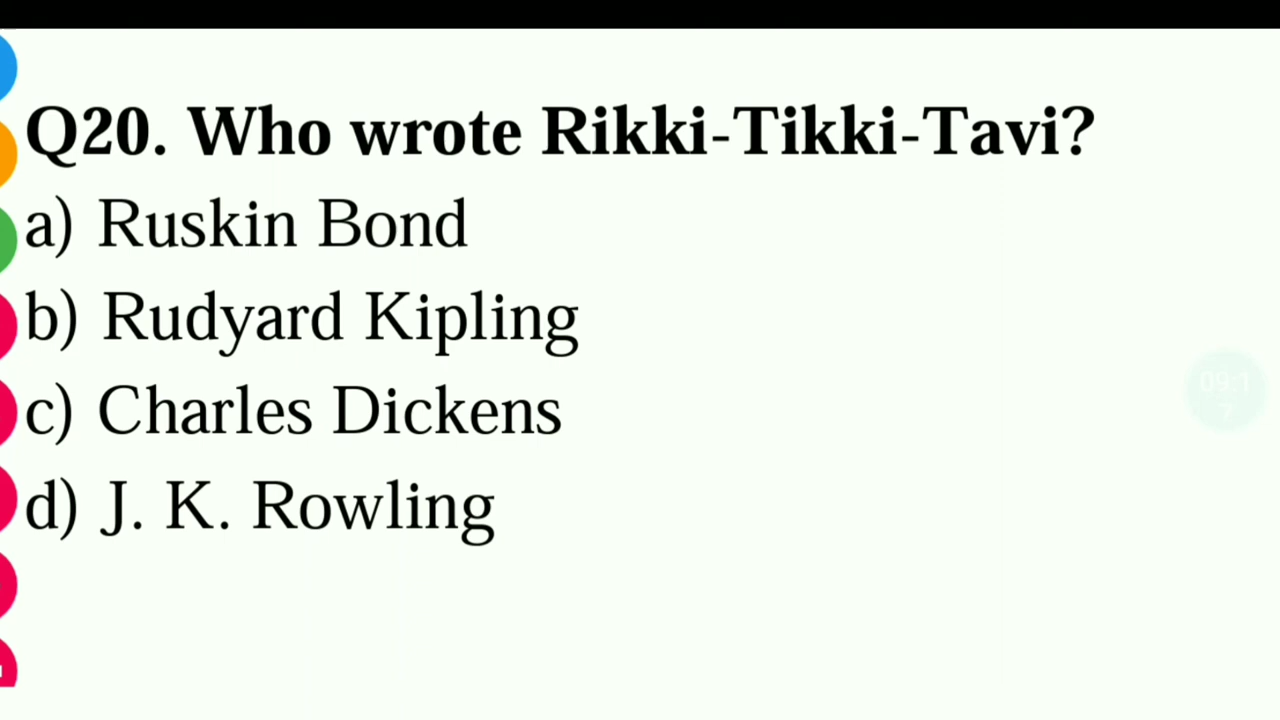 Q20. Who wrote Rikki-Tikki-Tavi?
a) Ruskin Bond
b) Rudyard Kipling
c) Charles Dickens
d) J. K. Rowling